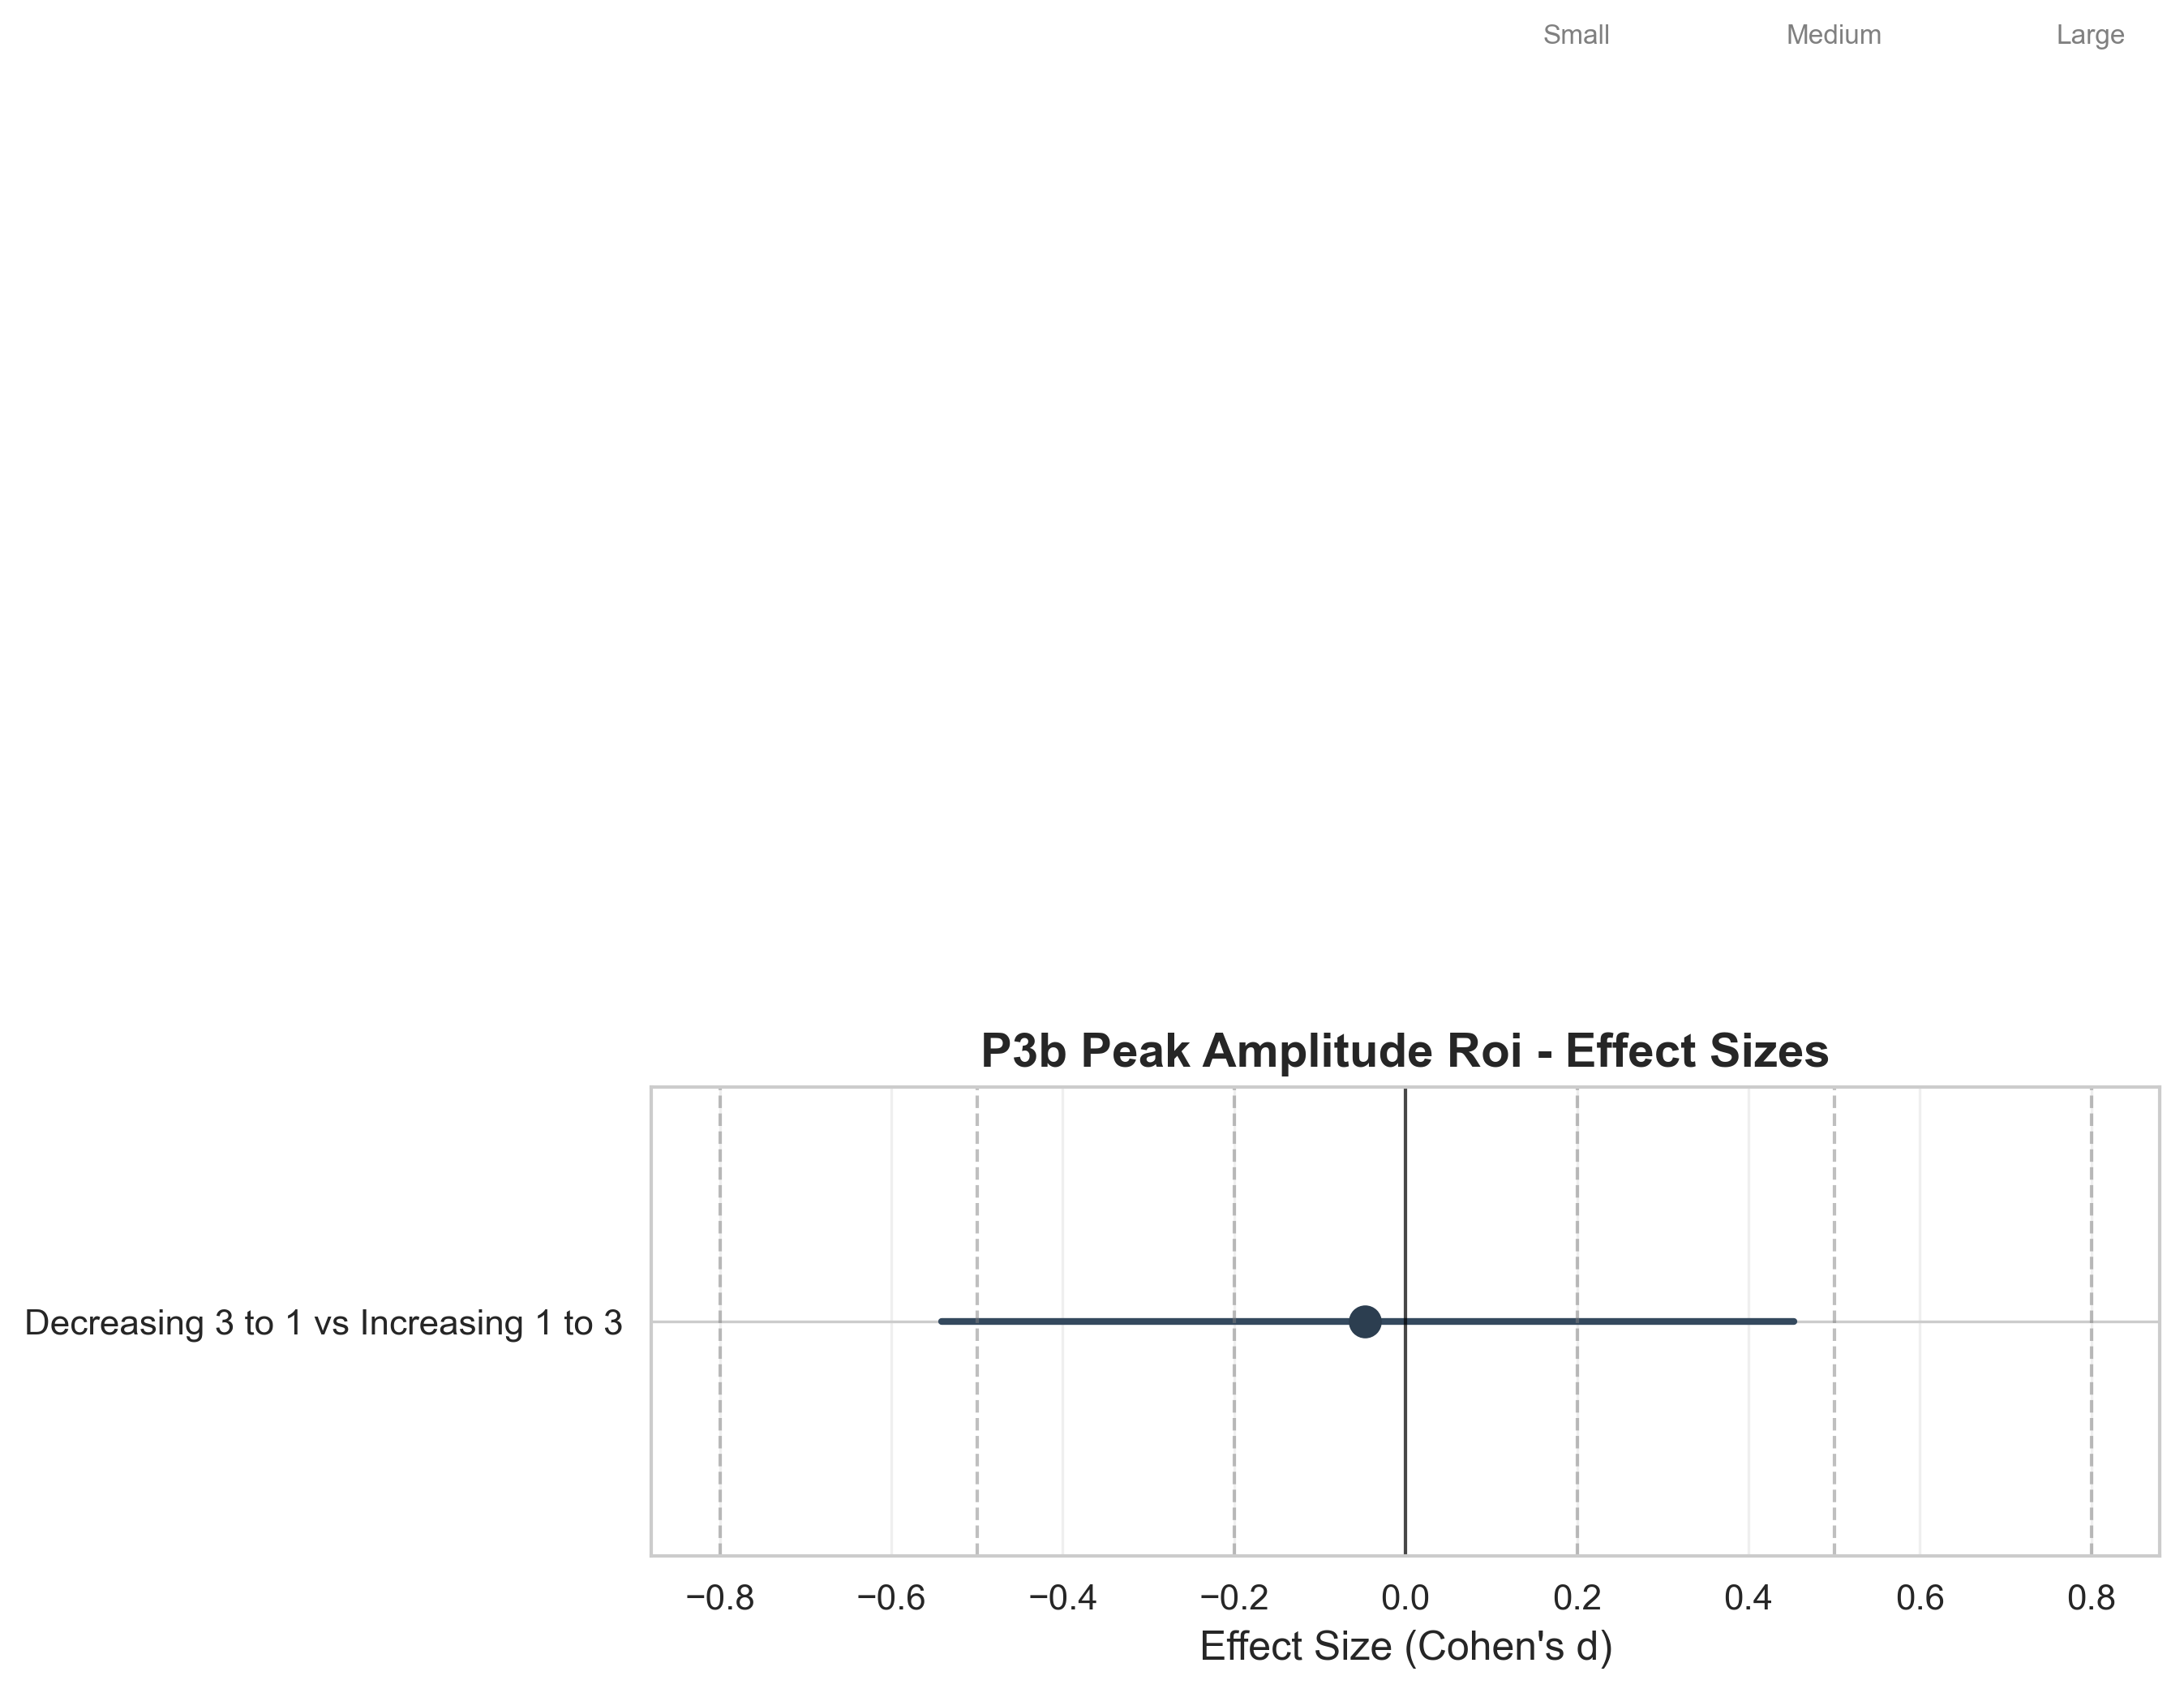 Small Medium Large
P3b Peak Amplitude Roi - Effect Sizes
Decreasing 3 to 1 vs Increasing 1 to 3
−0.8 −0.6 −0.4 −0.2 0.0 0.2 0.4 0.6 0.8
Effect Size (Cohen's d)